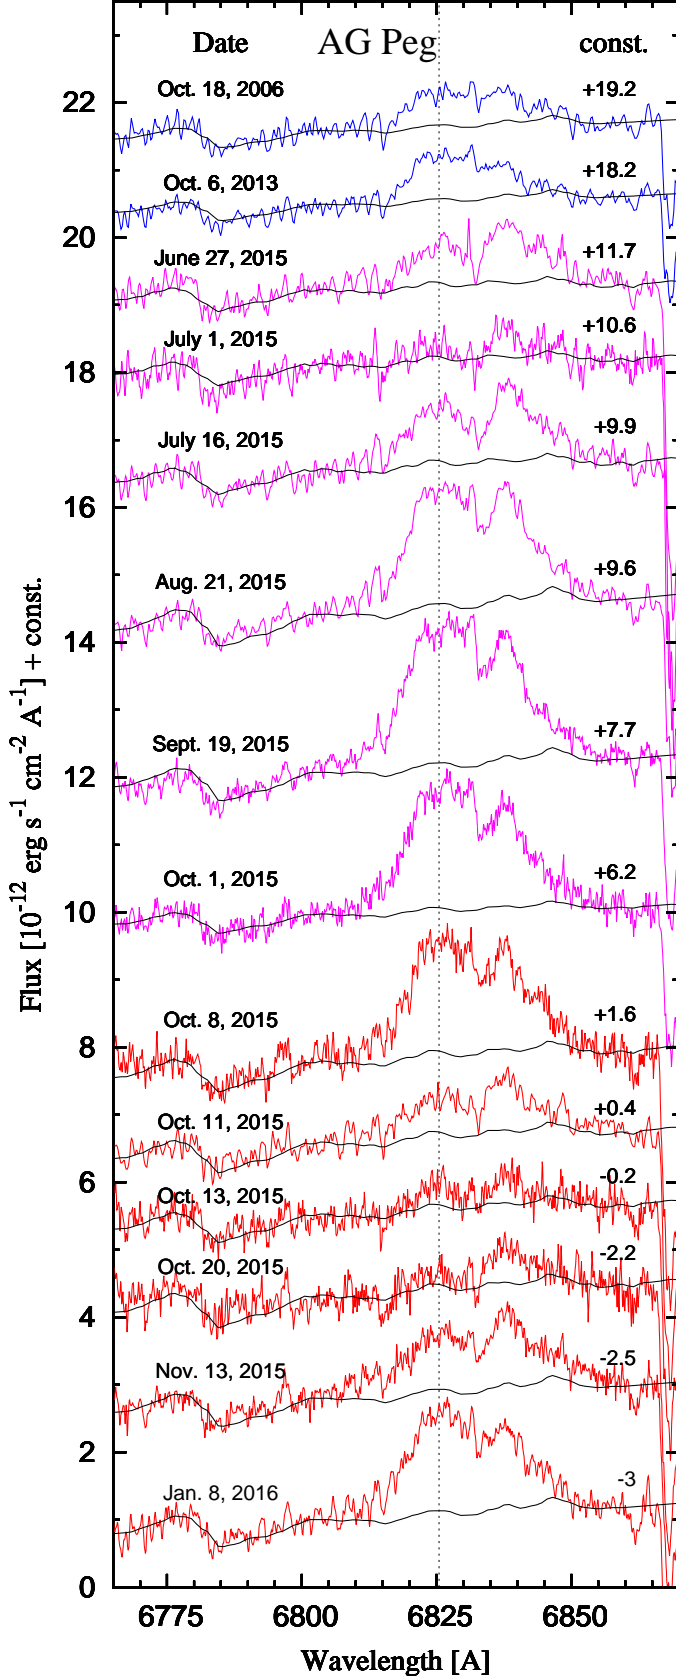 Date AG Peg const.
Oct. 18, 2006 +19.2
22
Oct. 6, 2013 +18.2
20
June 27, 2015 +11.7
July 1, 2015 +10.6
18
July 16, 2015 +9.9
16
Aug. 21, 2015 +9.6
14
Sept. 19, 2015 +7.7
12
Oct. 1, 2015 +6.2
10
Oct. 8, 2015 +1.6
8
Oct. 11, 2015 +0.4
6
Oct. 13, 2015 -0.2
Oct. 20, 2015 -2.2
4
Nov. 13, 2015 -2.5
2
Jan. 8, 2016 -3
0
Flux [10⁻¹² erg s⁻¹ cm⁻² A⁻¹] + const.
6775 6800 6825 6850
Wavelength [A]